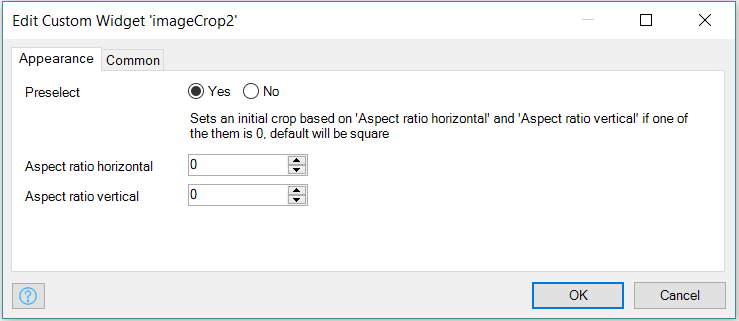 Edit Custom Widget 'imageCrop2'
Appearance Common
Preselect Yes No
Sets an initial crop based on 'Aspect ratio horizontal' and 'Aspect ratio vertical' if one of
the them is 0, default will be square
Aspect ratio horizontal 0
Aspect ratio vertical 0
? OK Cancel